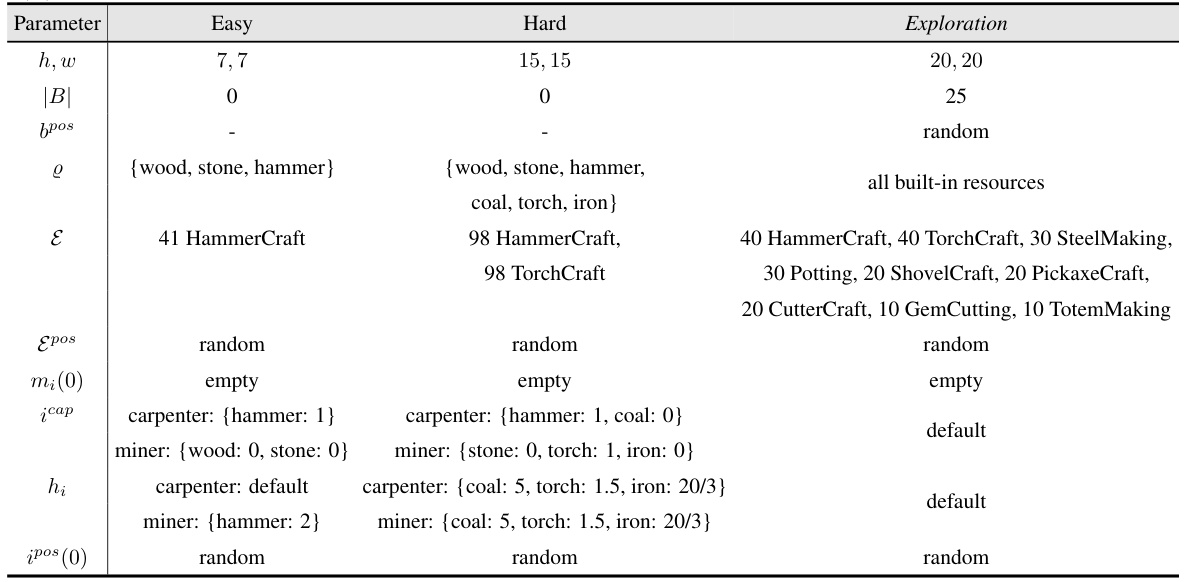 Parameter Easy Hard Exploration
h, w 7, 7 15, 15 20, 20
|B| 0 0 25
b^{pos} - - random
ϱ {wood, stone, hammer} {wood, stone, hammer, coal, torch, iron} all built-in resources
ℰ 41 HammerCraft 98 HammerCraft, 40 HammerCraft, 40 TorchCraft, 30 SteelMaking,
98 TorchCraft 30 Potting, 20 ShovelCraft, 20 PickaxeCraft,
20 CutterCraft, 10 GemCutting, 10 TotemMaking
ℰ^{pos} random random random
m_i(0) empty empty empty
i^{cap} carpenter: {hammer: 1} carpenter: {hammer: 1, coal: 0} default
miner: {wood: 0, stone: 0} miner: {stone: 0, torch: 1, iron: 0}
h_i carpenter: default carpenter: {coal: 5, torch: 1.5, iron: 20/3} default
miner: {hammer: 2} miner: {coal: 5, torch: 1.5, iron: 20/3}
i^{pos}(0) random random random